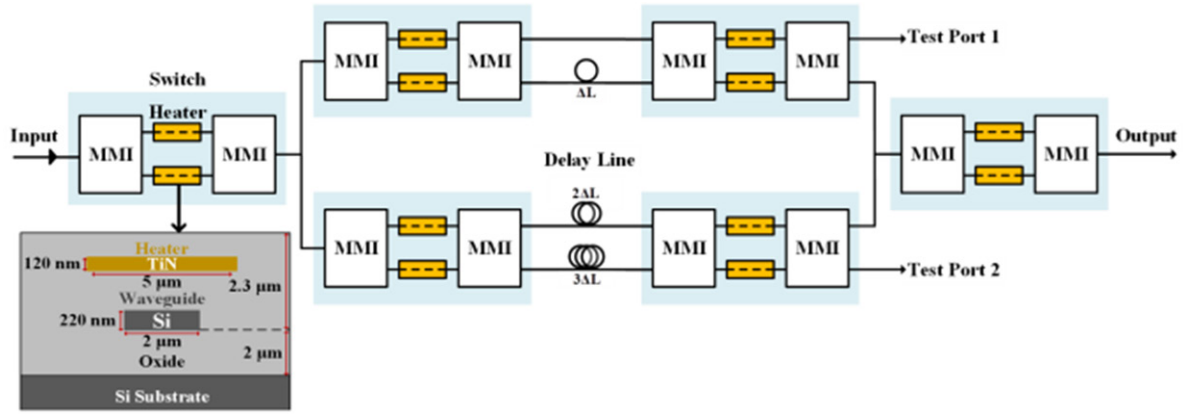 Switch
Heater
Input
MMI
MMI
MMI
MMI
ΔL
MMI
MMI
Test Port 1
Delay Line
2ΔL
3ΔL
MMI
MMI
MMI
MMI
Test Port 2
MMI
MMI
Output
Heater
TiN
120 nm
5 μm
2.3 μm
Waveguide
220 nm
Si
2 μm
2 μm
Oxide
Si Substrate